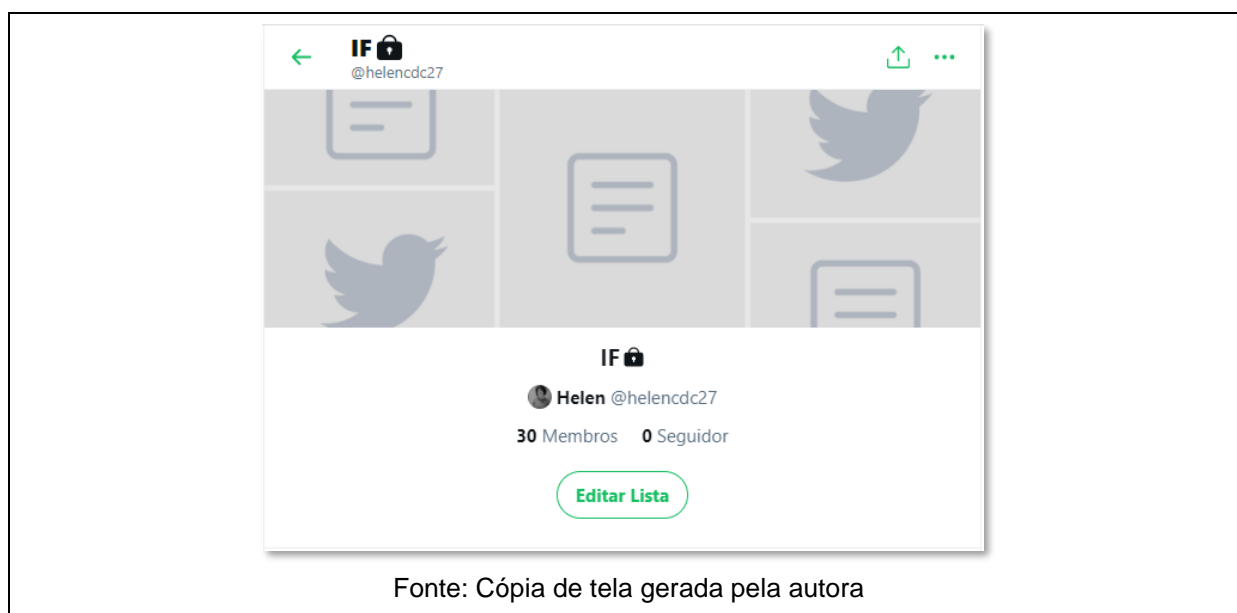 IF
@helencdc27
IF
Helen @helencdc27
30 Membros 0 Seguidor
Editar Lista
Fonte: Cópia de tela gerada pela autora